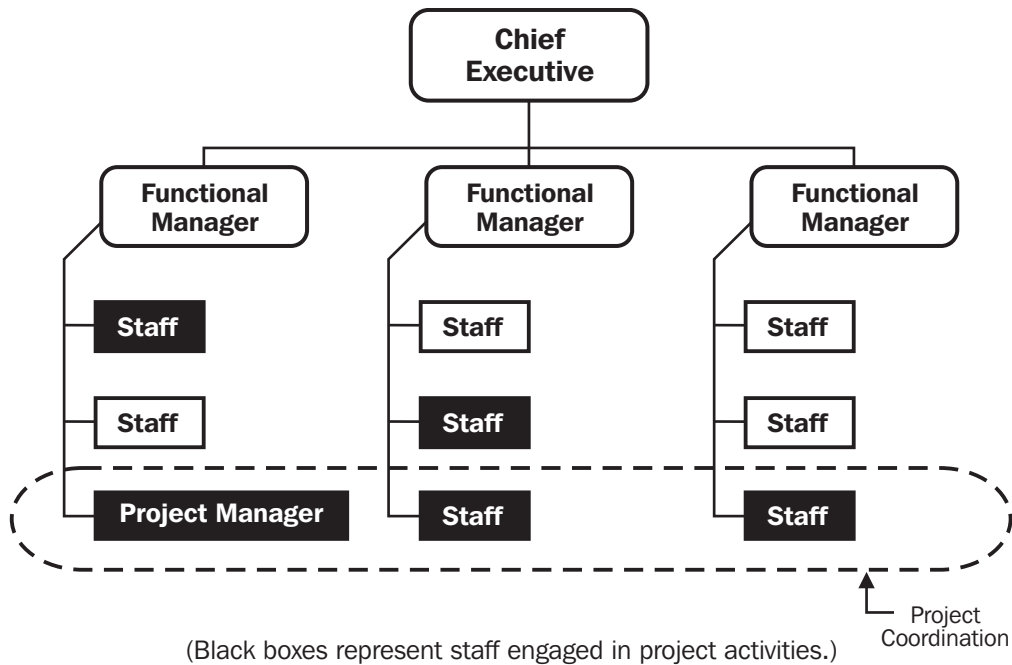 Chief
Executive
Functional
Manager
Functional
Manager
Functional
Manager
Staff
Staff
Staff
Staff
Staff
Staff
Project Manager
Staff
Staff
Project
Coordination
(Black boxes represent staff engaged in project activities.)